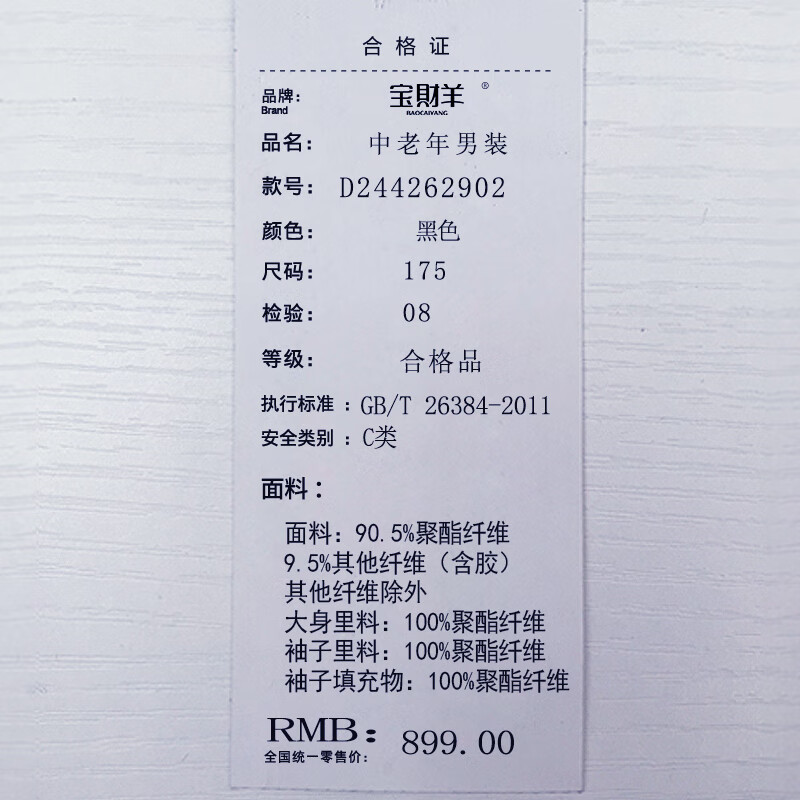 合格证
品牌： 宝財羊®
Brand BAOCAIYANG
品名： 中老年男装
款号： D244262902
颜色： 黑色
尺码： 175
检验： 08
等级： 合格品
执行标准：GB/T 26384-2011
安全类别：C类
面料：
面料：90.5%聚酯纤维
9.5%其他纤维（含胶）
其他纤维除外
大身里料：100%聚酯纤维
袖子里料：100%聚酯纤维
袖子填充物：100%聚酯纤维
RMB： 899.00
全国统一零售价：